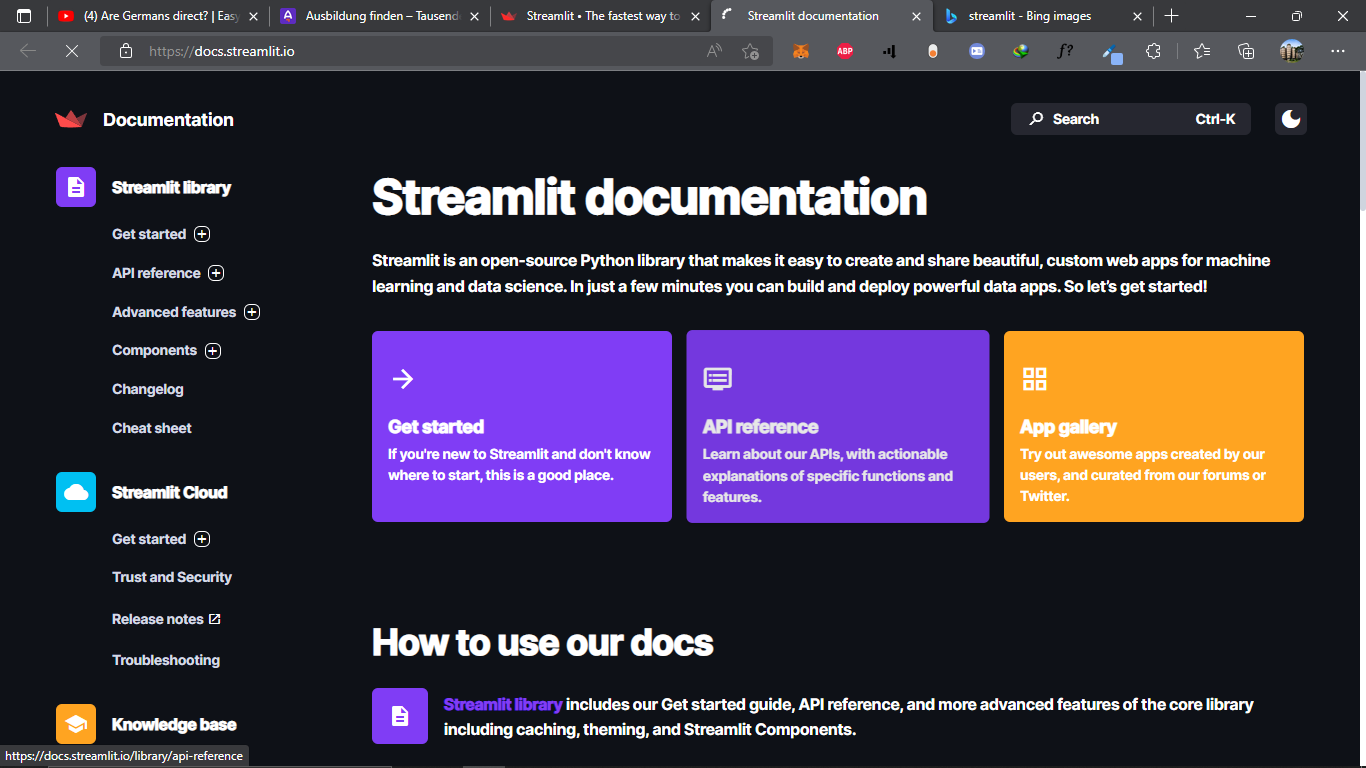 (4) Are Germans direct? | Easy
Ausbildung finden – Tausend
Streamlit • The fastest way to
Streamlit documentation
streamlit - Bing images
https://docs.streamlit.io
ABP
f?
Documentation
Search
Ctrl-K
Streamlit library
Get started
API reference
Advanced features
Components
Changelog
Cheat sheet
Streamlit Cloud
Get started
Trust and Security
Release notes
Troubleshooting
Knowledge base
Streamlit documentation
Streamlit is an open-source Python library that makes it easy to create and share beautiful, custom web apps for machine
learning and data science. In just a few minutes you can build and deploy powerful data apps. So let's get started!
Get started
If you're new to Streamlit and don't know
where to start, this is a good place.
API reference
Learn about our APIs, with actionable
explanations of specific functions and
features.
App gallery
Try out awesome apps created by our
users, and curated from our forums or
Twitter.
How to use our docs
Streamlit library includes our Get started guide, API reference, and more advanced features of the core library
including caching, theming, and Streamlit Components.
https://docs.streamlit.io/library/api-reference